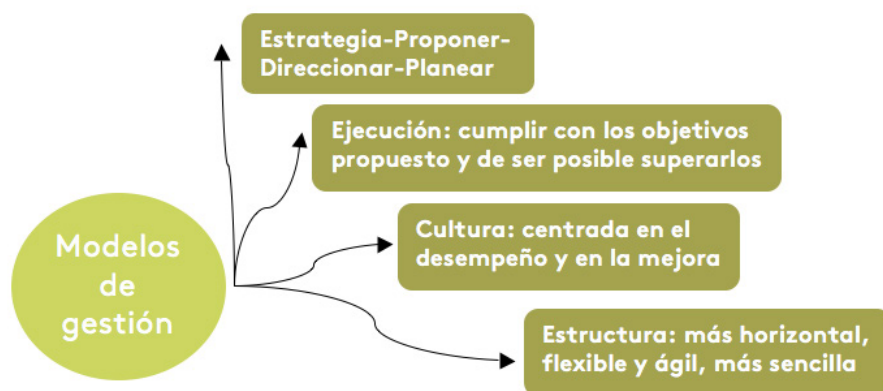 Estrategia-Proponer-
Direccionar-Planear
Ejecución: cumplir con los objetivos
propuesto y de ser posible superarlos
Cultura: centrada en el
desempeño y en la mejora
Modelos
de
gestión
Estructura: más horizontal,
flexible y ágil, más sencilla